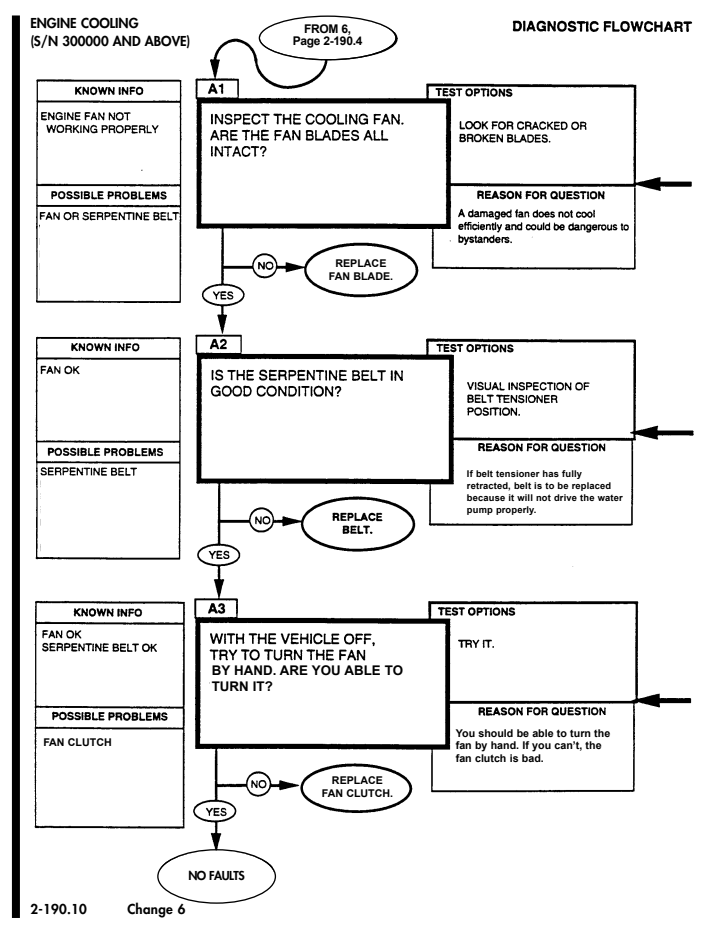 ENGINE COOLING
(S/N 300000 AND ABOVE)
FROM 6,
Page 2-190.4
DIAGNOSTIC FLOWCHART
KNOWN INFO
ENGINE FAN NOT
WORKING PROPERLY
POSSIBLE PROBLEMS
FAN OR SERPENTINE BELT
A1
INSPECT THE COOLING FAN.
ARE THE FAN BLADES ALL
INTACT?
TEST OPTIONS
LOOK FOR CRACKED OR
BROKEN BLADES.
REASON FOR QUESTION
A damaged fan does not cool
efficiently and could be dangerous to
bystanders.
NO
REPLACE
FAN BLADE.
YES
KNOWN INFO
FAN OK
POSSIBLE PROBLEMS
SERPENTINE BELT
A2
IS THE SERPENTINE BELT IN
GOOD CONDITION?
TEST OPTIONS
VISUAL INSPECTION OF
BELT TENSIONER
POSITION.
REASON FOR QUESTION
If belt tensioner has fully
retracted, belt is to be replaced
because it will not drive the water
pump properly.
NO
REPLACE
BELT.
YES
KNOWN INFO
FAN OK
SERPENTINE BELT OK
POSSIBLE PROBLEMS
FAN CLUTCH
A3
WITH THE VEHICLE OFF,
TRY TO TURN THE FAN
BY HAND. ARE YOU ABLE TO
TURN IT?
TEST OPTIONS
TRY IT.
REASON FOR QUESTION
You should be able to turn the
fan by hand. If you can't, the
fan clutch is bad.
NO
REPLACE
FAN CLUTCH.
YES
NO FAULTS
2-190.10 Change 6